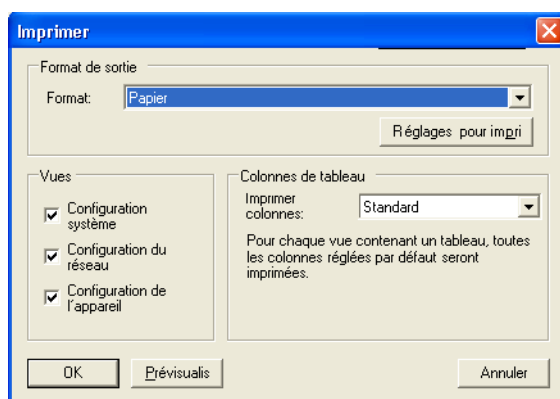 Imprimer
Format de sortie
Format: Papier
Réglages pour impri
Vues
Configuration
système
Configuration du
réseau
Configuration de
l'appareil
Colonnes de tableau
Imprimer
colonnes: Standard
Pour chaque vue contenant un tableau, toutes
les colonnes réglées par défaut seront
imprimées.
OK Prévisualis Annuler